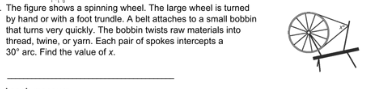 . The figure shows a spinning wheel. The large wheel is turned
by hand or with a foot trundle. A belt attaches to a small bobbin
that turns very quickly. The bobbin twists raw materials into
thread, twine, or yarn. Each pair of spokes intercepts a
30° arc. Find the value of x.
x°